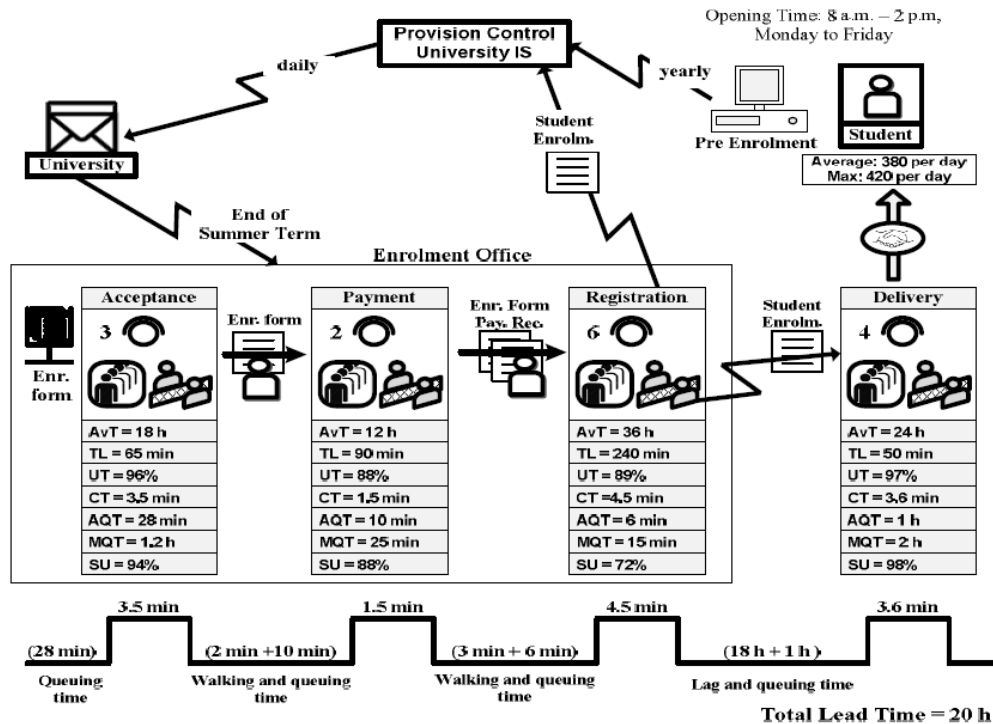 Provision Control
University IS
Opening Time: 8 a.m. – 2 p.m,
Monday to Friday
daily
yearly
Student
Enrolm.
Pre Enrolment
Student
University
Average: 380 per day
Max: 420 per day
End of
Summer Term
Enrolment Office
Acceptance
Payment
Registration
Delivery
Enr. form
Enr. Form
Pay. Rec.
Student
Enrolm.
3
2
6
4
Enr.
form
AvT = 18 h
TL = 65 min
UT = 96%
CT = 3.5 min
AQT = 28 min
MQT = 1.2 h
SU = 94%
AvT = 12 h
TL = 90 min
UT = 88%
CT = 1.5 min
AQT = 10 min
MQT = 25 min
SU = 88%
AvT = 36 h
TL = 240 min
UT = 89%
CT =4.5 min
AQT = 6 min
MQT = 15 min
SU = 72%
AvT = 24 h
TL = 50 min
UT = 97%
CT = 3.6 min
AQT = 1 h
MQT = 2 h
SU = 98%
3.5 min
1.5 min
4.5 min
3.6 min
(28 min)
(2 min +10 min)
(3 min + 6 min)
(18 h + 1 h )
Queuing
time
Walking and queuing
time
Walking and queuing
time
Lag and queuing time
Total Lead Time = 20 h